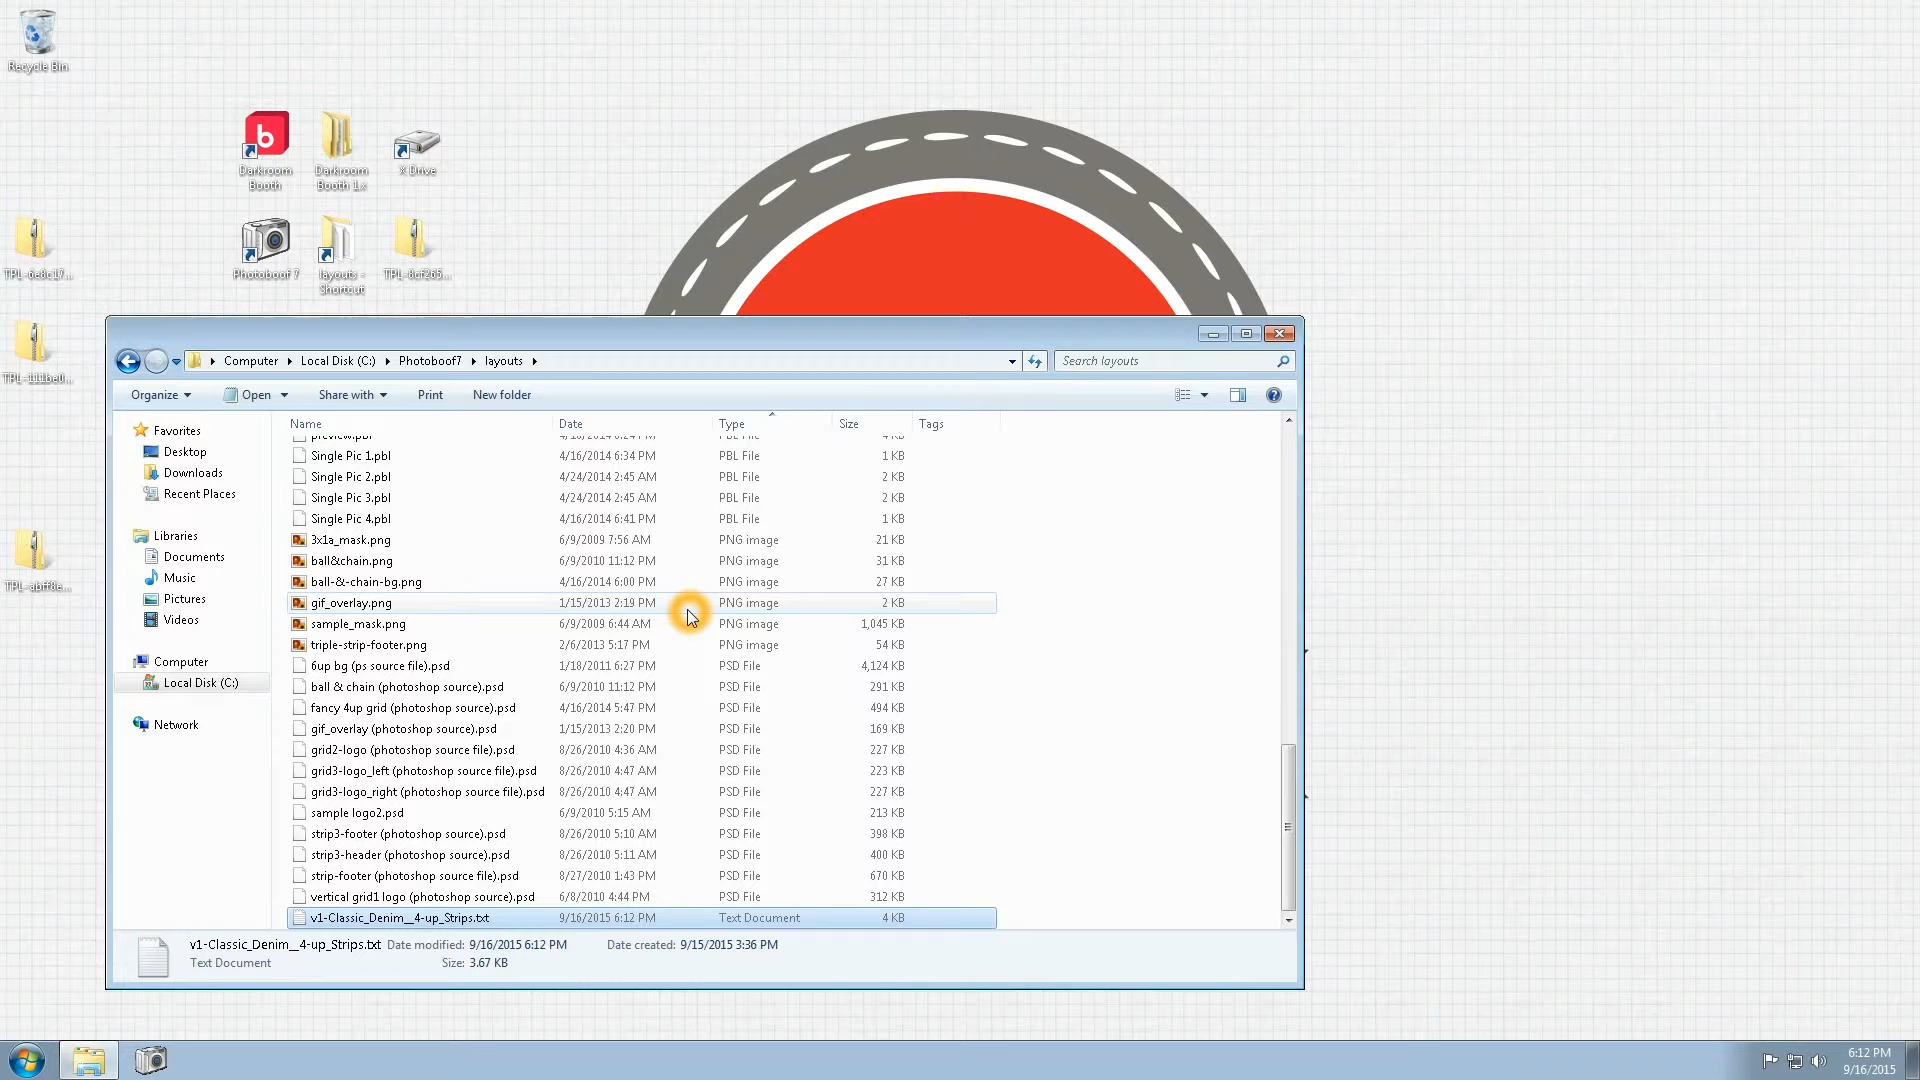 Recycle Bin
Darkroom Booth
Darkroom Booth 1.x
X Drive
TPL-6e8c17...
Photoboof 7
layouts - Shortcut
TPL-8cf265...
TPL-111be0...
TPL-abff8e...
Computer Local Disk (C:) Photoboof7 layouts
Search layouts
Organize Open Share with Print New folder
Name Date Type Size Tags
Favorites
Desktop
Downloads
Recent Places
Libraries
Documents
Music
Pictures
Videos
Computer
Local Disk (C:)
Network
preview.pbl 4/16/2014 6:24 PM PBL File 4 KB
Single Pic 1.pbl 4/16/2014 6:34 PM PBL File 1 KB
Single Pic 2.pbl 4/24/2014 2:45 AM PBL File 2 KB
Single Pic 3.pbl 4/24/2014 2:45 AM PBL File 2 KB
Single Pic 4.pbl 4/16/2014 6:41 PM PBL File 1 KB
3x1a_mask.png 6/9/2009 7:56 AM PNG image 21 KB
ball&chain.png 6/9/2010 11:12 PM PNG image 31 KB
ball-&-chain-bg.png 4/16/2014 6:00 PM PNG image 27 KB
gif_overlay.png 1/15/2013 2:19 PM PNG image 2 KB
sample_mask.png 6/9/2009 6:44 AM PNG image 1,045 KB
triple-strip-footer.png 2/6/2013 5:17 PM PNG image 54 KB
6up bg (ps source file).psd 1/18/2011 6:27 PM PSD File 4,124 KB
ball & chain (photoshop source).psd 6/9/2010 11:12 PM PSD File 291 KB
fancy 4up grid (photoshop source).psd 4/16/2014 5:47 PM PSD File 494 KB
gif_overlay (photoshop source).psd 1/15/2013 2:20 PM PSD File 169 KB
grid2-logo (photoshop source file).psd 8/26/2010 4:36 AM PSD File 227 KB
grid3-logo_left (photoshop source file).psd 8/26/2010 4:47 AM PSD File 223 KB
grid3-logo_right (photoshop source file).psd 8/26/2010 4:47 AM PSD File 227 KB
sample logo2.psd 6/9/2010 5:15 AM PSD File 213 KB
strip3-footer (photoshop source).psd 8/26/2010 5:10 AM PSD File 398 KB
strip3-header (photoshop source).psd 8/26/2010 5:11 AM PSD File 400 KB
strip-footer (photoshop source file).psd 8/27/2010 1:43 PM PSD File 670 KB
vertical grid1 logo (photoshop source).psd 6/8/2010 4:44 PM PSD File 312 KB
v1-Classic_Denim__4-up_Strips.txt 9/16/2015 6:12 PM Text Document 4 KB
v1-Classic_Denim__4-up_Strips.txt Date modified: 9/16/2015 6:12 PM Date created: 9/15/2015 3:36 PM
Text Document Size: 3.67 KB
6:12 PM
9/16/2015